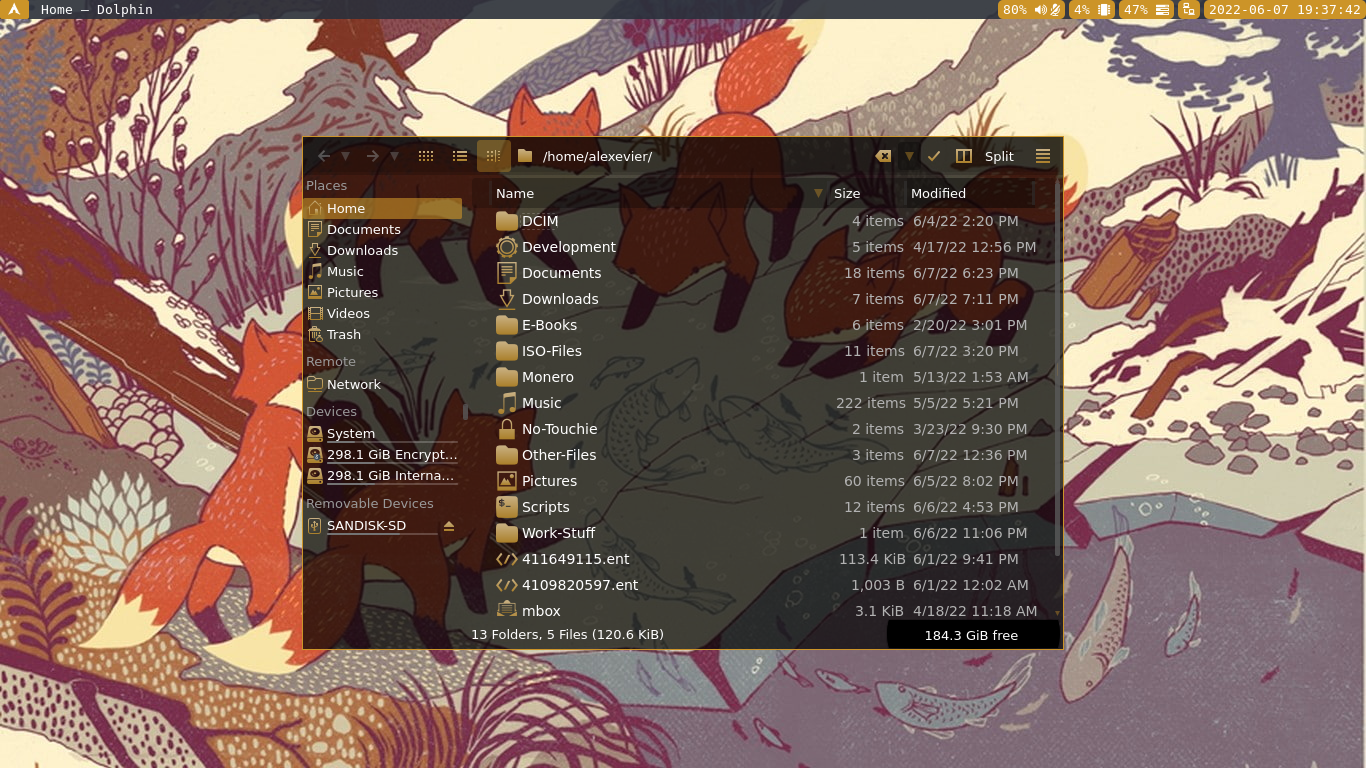 Home — Dolphin 80% 4% 47% 2022-06-07 19:37:42
/home/alexevier/ Split
Places
Home
Documents
Downloads
Music
Pictures
Videos
Trash
Remote
Network
Devices
System
298.1 GiB Encrypt...
298.1 GiB Interna...
Removable Devices
SANDISK-SD
Name Size Modified
DCIM 4 items 6/4/22 2:20 PM
Development 5 items 4/17/22 12:56 PM
Documents 18 items 6/7/22 6:23 PM
Downloads 7 items 6/7/22 7:11 PM
E-Books 6 items 2/20/22 3:01 PM
ISO-Files 11 items 6/7/22 3:20 PM
Monero 1 item 5/13/22 1:53 AM
Music 222 items 5/5/22 5:21 PM
No-Touchie 2 items 3/23/22 9:30 PM
Other-Files 3 items 6/7/22 12:36 PM
Pictures 60 items 6/5/22 8:02 PM
Scripts 12 items 6/6/22 4:53 PM
Work-Stuff 1 item 6/6/22 11:06 PM
411649115.ent 113.4 KiB 6/1/22 9:41 PM
4109820597.ent 1,003 B 6/1/22 12:02 AM
mbox 3.1 KiB 4/18/22 11:18 AM
13 Folders, 5 Files (120.6 KiB) 184.3 GiB free